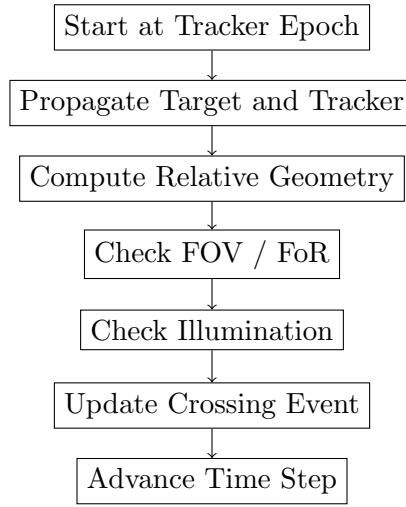 Start at Tracker Epoch
Propagate Target and Tracker
Compute Relative Geometry
Check FOV / FoR
Check Illumination
Update Crossing Event
Advance Time Step